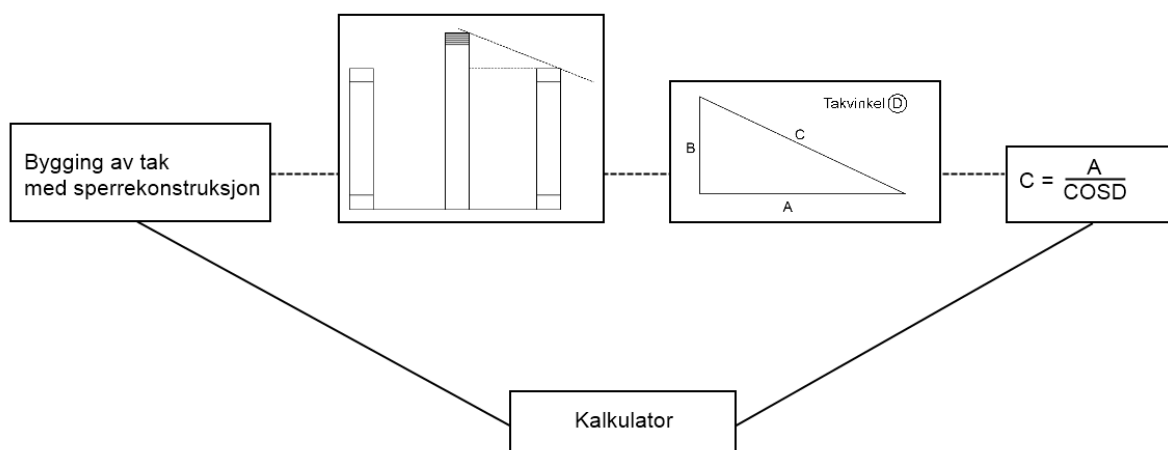 Bygging av tak
med sperrekonstruksjon
Takvinkel D
B
C
A
C = A
COSD
Kalkulator